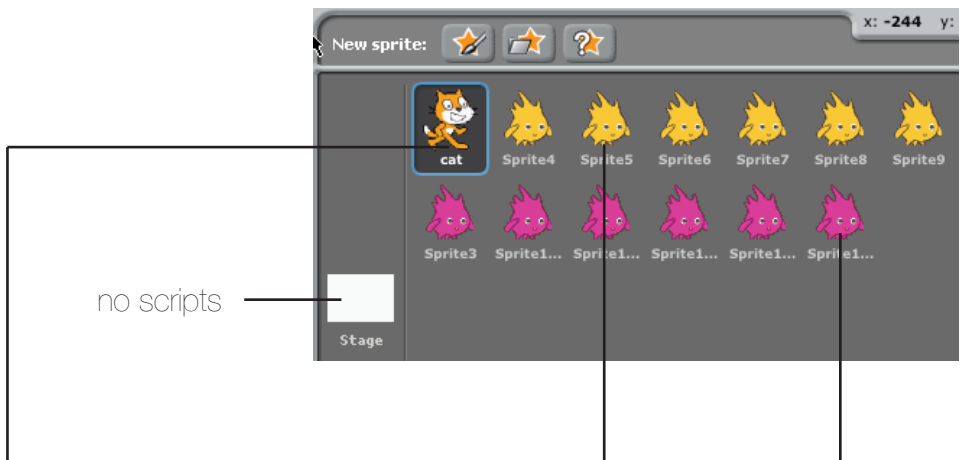 x: -244 y:
New sprite:
cat Sprite4 Sprite5 Sprite6 Sprite7 Sprite8 Sprite9
Sprite3 Sprite1... Sprite1... Sprite1... Sprite1... Sprite1...
no scripts
Stage